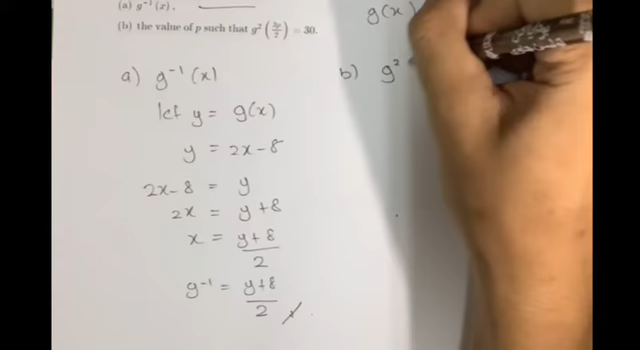 (a) g⁻¹(x).
(b) the value of p such that g² (3p/2) = 30.
g(x)
a) g⁻¹(x)
let y = g(x)
y = 2x-8
2x-8 = y
2x = y+8
x = y+8/2
g⁻¹ = y+8/2
b) g²